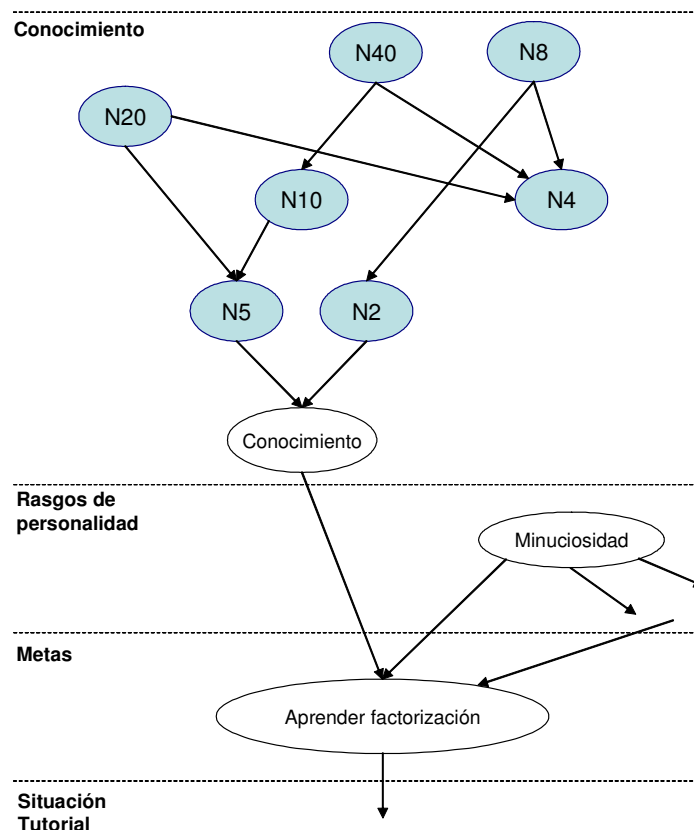 Conocimiento
N40
N8
N20
N10
N4
N5
N2
Conocimiento
Rasgos de
personalidad
Minuciosidad
Metas
Aprender factorización
Situación
Tutorial